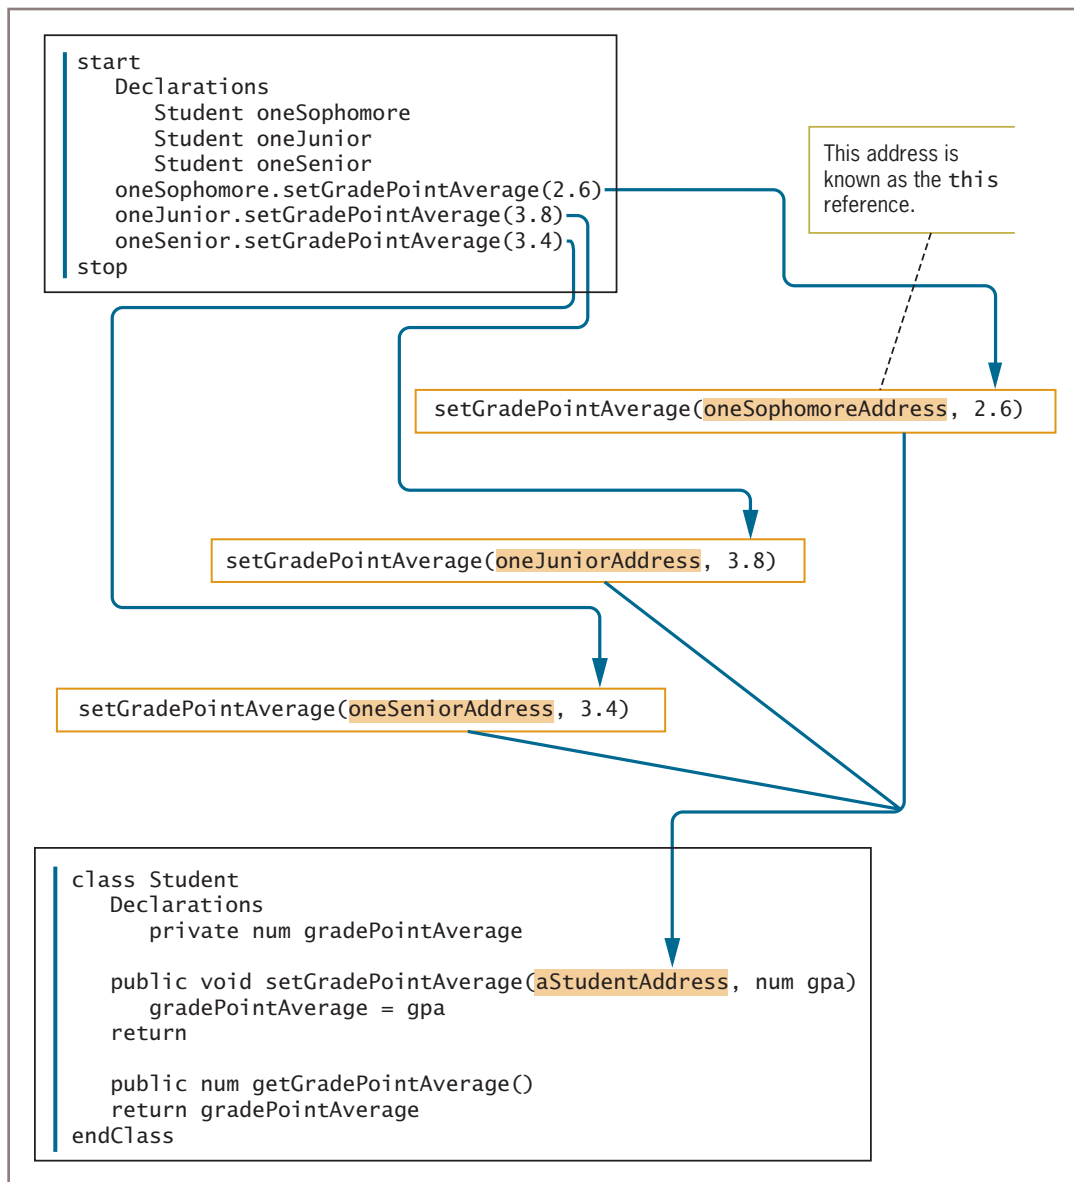 start
Declarations
Student oneSophomore
Student oneJunior
Student oneSenior
oneSophomore.setGradePointAverage(2.6)
oneJunior.setGradePointAverage(3.8)
oneSenior.setGradePointAverage(3.4)
stop
This address is
known as the this
reference.
setGradePointAverage(oneSophomoreAddress, 2.6)
setGradePointAverage(oneJuniorAddress, 3.8)
setGradePointAverage(oneSeniorAddress, 3.4)
class Student
Declarations
private num gradePointAverage
public void setGradePointAverage(aStudentAddress, num gpa)
gradePointAverage = gpa
return
public num getGradePointAverage()
return gradePointAverage
endClass